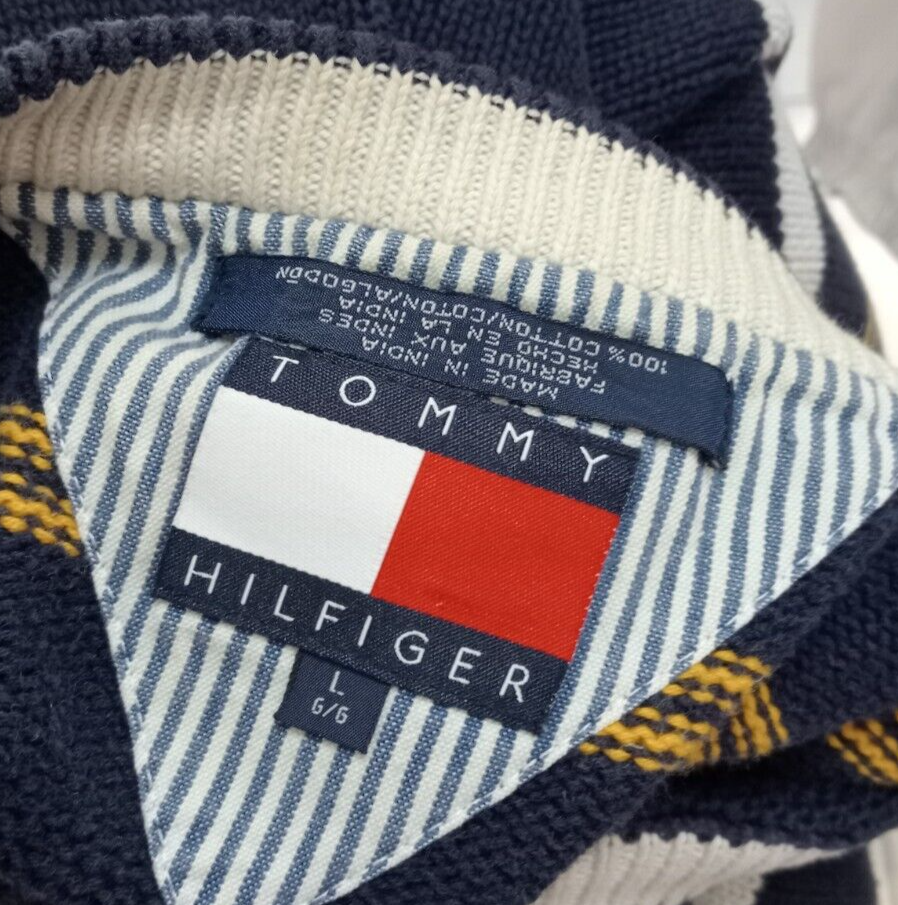 100% COTTON/COTON/ALGODÓN
HECHO EN LA INDIA
FABRIQUE AUX INDES
MADE IN INDIA
TOMMY
HILFIGER
L
G/G